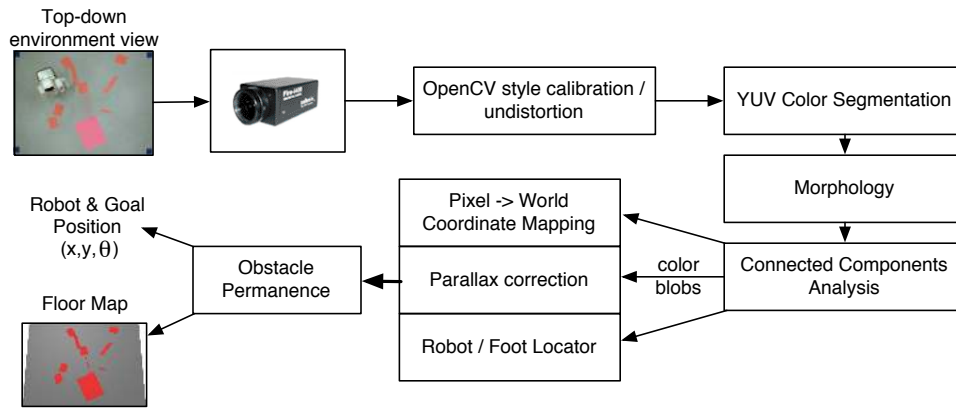 Top-down
environment view
OpenCV style calibration /
undistortion
YUV Color Segmentation
Morphology
Connected Components
Analysis
color
blobs
Pixel -> World
Coordinate Mapping
Parallax correction
Robot / Foot Locator
Obstacle
Permanence
Robot & Goal
Position
(x,y,θ)
Floor Map